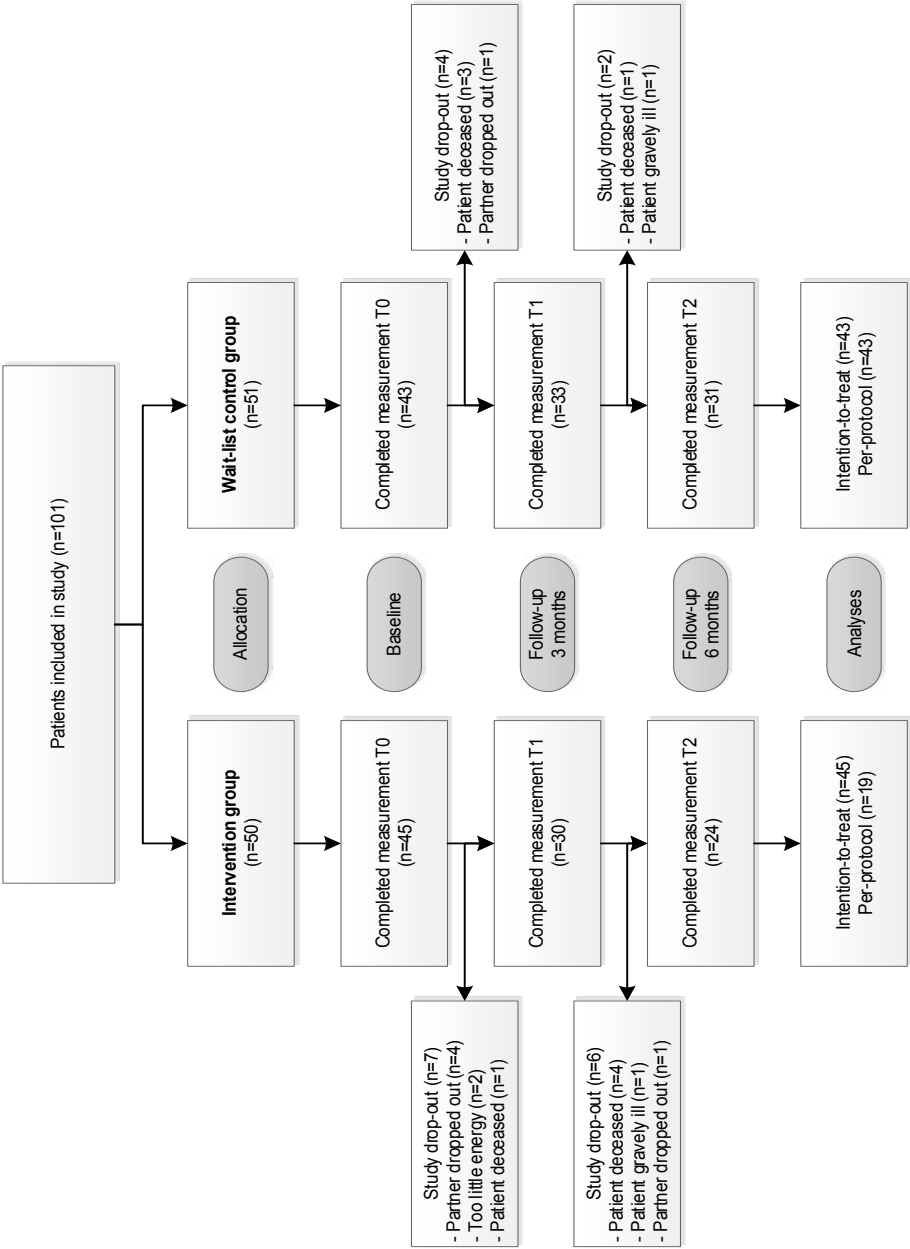 Patients included in study (n=101)
Intervention group
(n=50)
Allocation
Wait-list control group
(n=51)
Completed measurement T0
(n=45)
Baseline
Completed measurement T0
(n=43)
Study drop-out (n=7)
- Partner dropped out (n=4)
- Too little energy (n=2)
- Patient deceased (n=1)
Study drop-out (n=4)
- Patient deceased (n=3)
- Partner dropped out (n=1)
Completed measurement T1
(n=30)
Follow-up
3 months
Completed measurement T1
(n=33)
Study drop-out (n=6)
- Patient deceased (n=4)
- Patient gravely ill (n=1)
- Partner dropped out (n=1)
Study drop-out (n=2)
- Patient deceased (n=1)
- Patient gravely ill (n=1)
Completed measurement T2
(n=24)
Follow-up
6 months
Completed measurement T2
(n=31)
Intention-to-treat (n=45)
Per-protocol (n=19)
Analyses
Intention-to-treat (n=43)
Per-protocol (n=43)